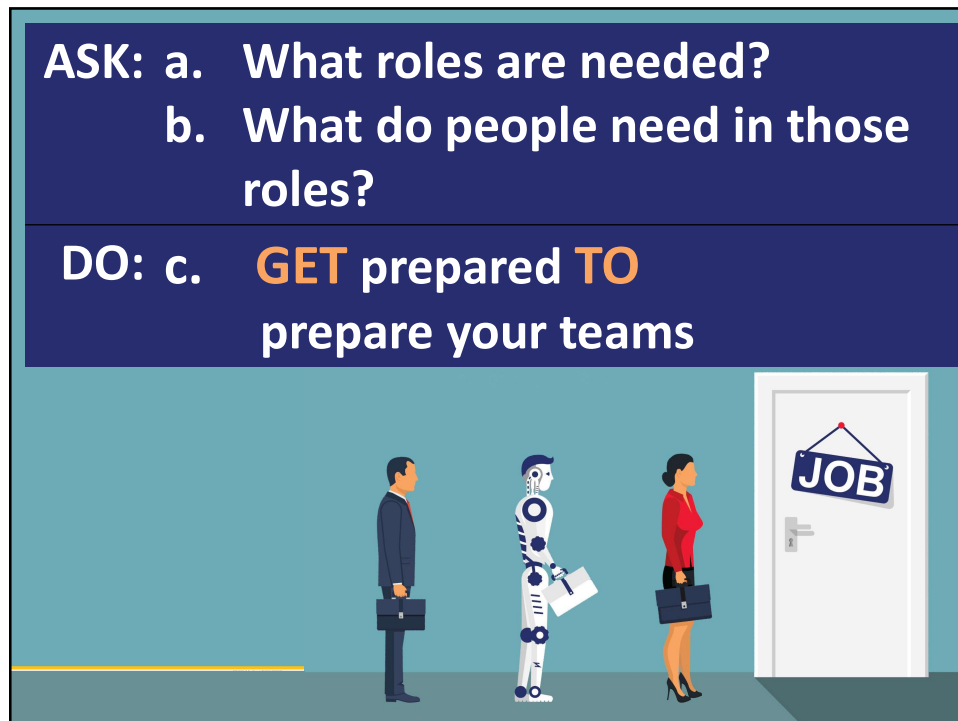 ASK: a. What roles are needed?
b. What do people need in those
roles?
DO: c. GET prepared TO
prepare your teams
JOB